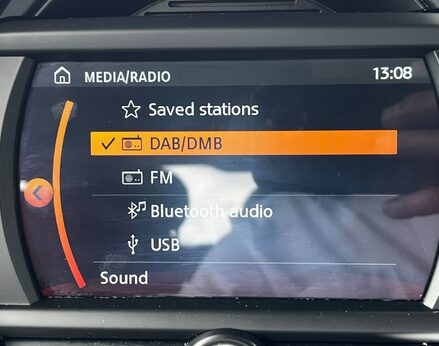 MEDIA/RADIO
13:08
Saved stations
DAB/DMB
FM
Bluetooth audio
USB
Sound